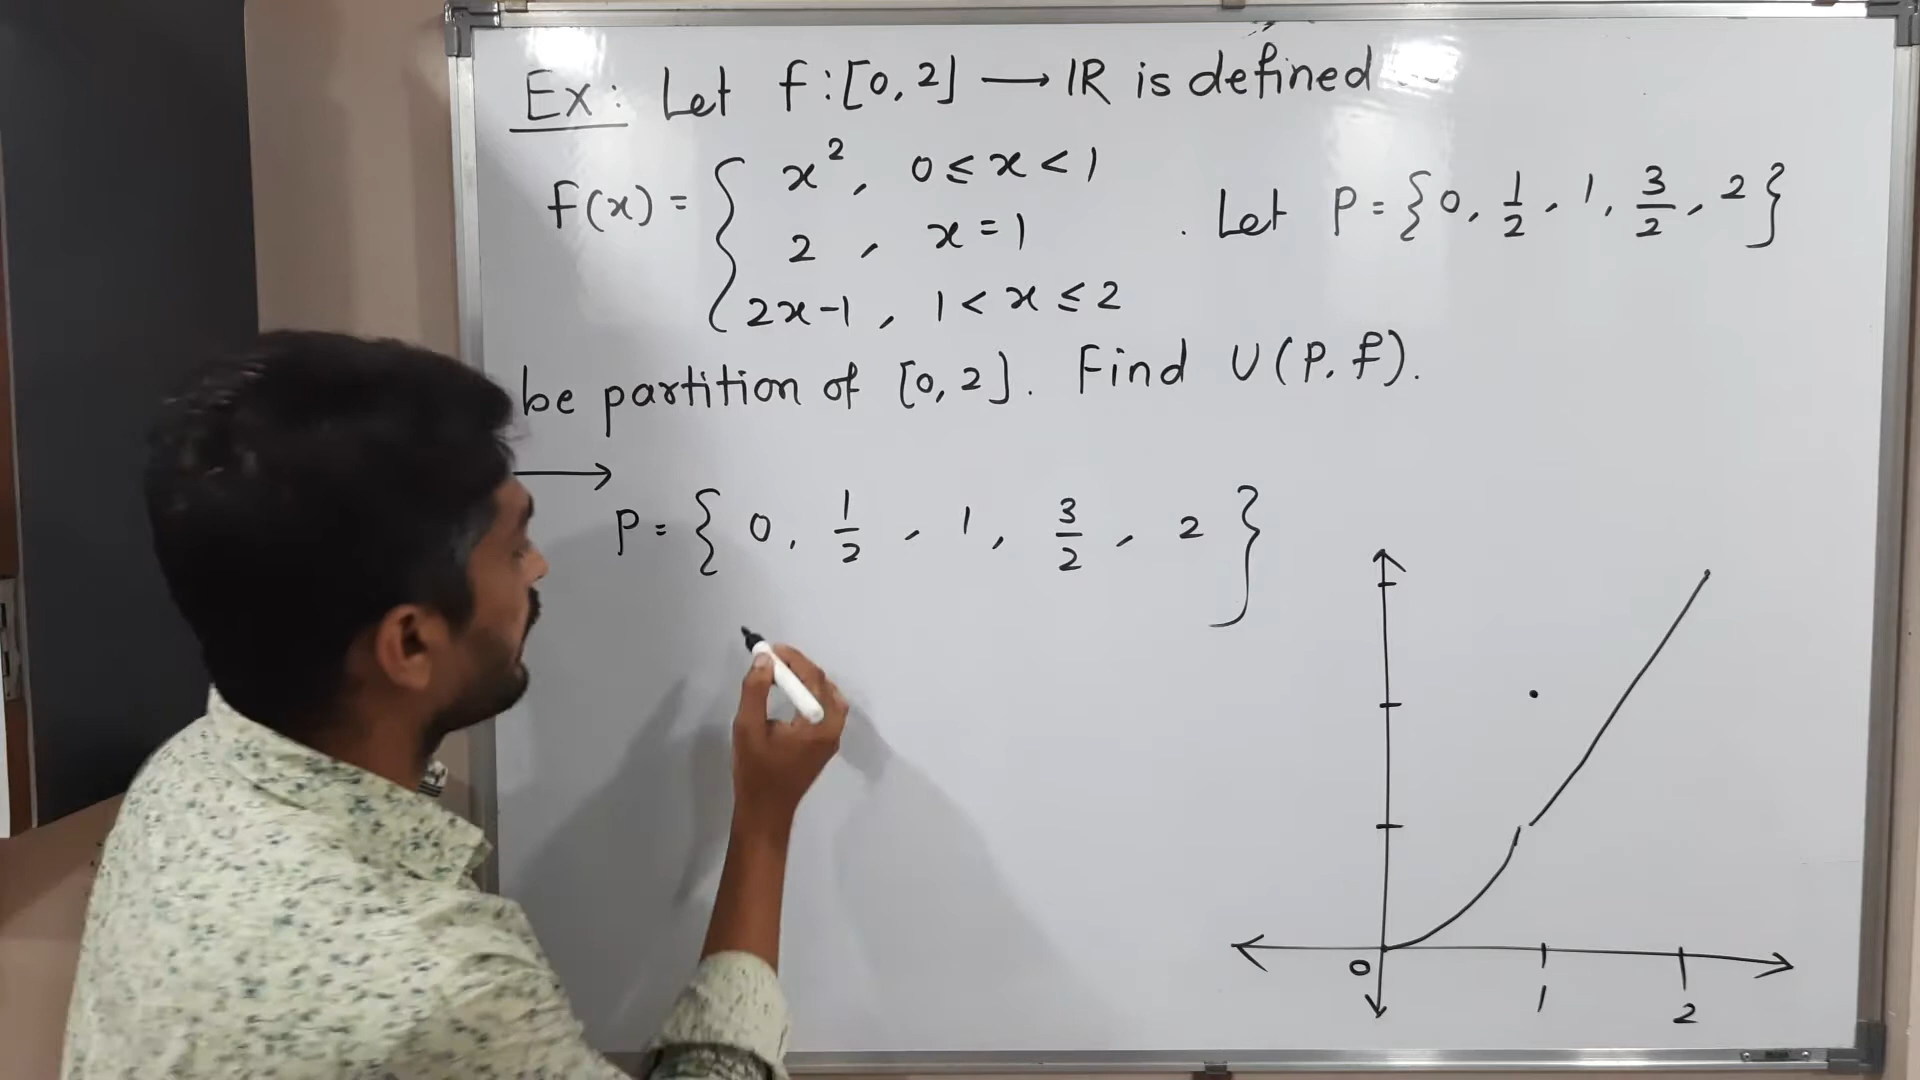 Ex: Let f:[0,2] → IR is defined
f(x) = { x², 0 ≤ x < 1
2, x = 1
2x-1, 1 < x ≤ 2
. Let P = {0, 1/2, 1, 3/2, 2}
be partition of [0,2]. Find U(P,f).
→
P = { 0, 1/2, 1, 3/2, 2 }
0
1
2